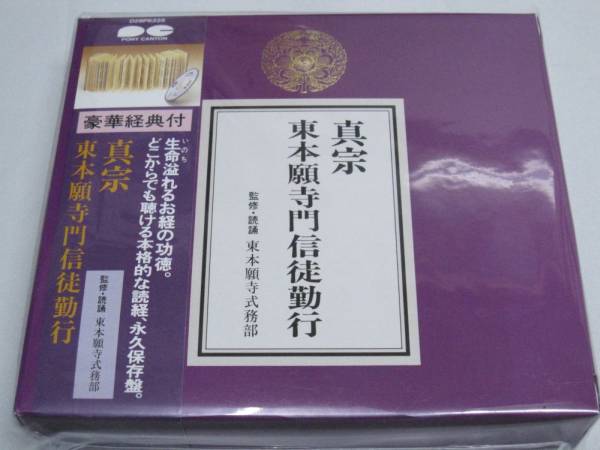 D28P6339
PONY CANYON
豪華経典付
真宗
東本願寺門信徒勤行
監修・読誦 東本願寺式務部
いのち
生命溢れるお経の功徳。
どこからでも聴ける本格的な読経、永久保存盤。
真宗
東本願寺門信徒勤行
監修・読誦 東本願寺式務部